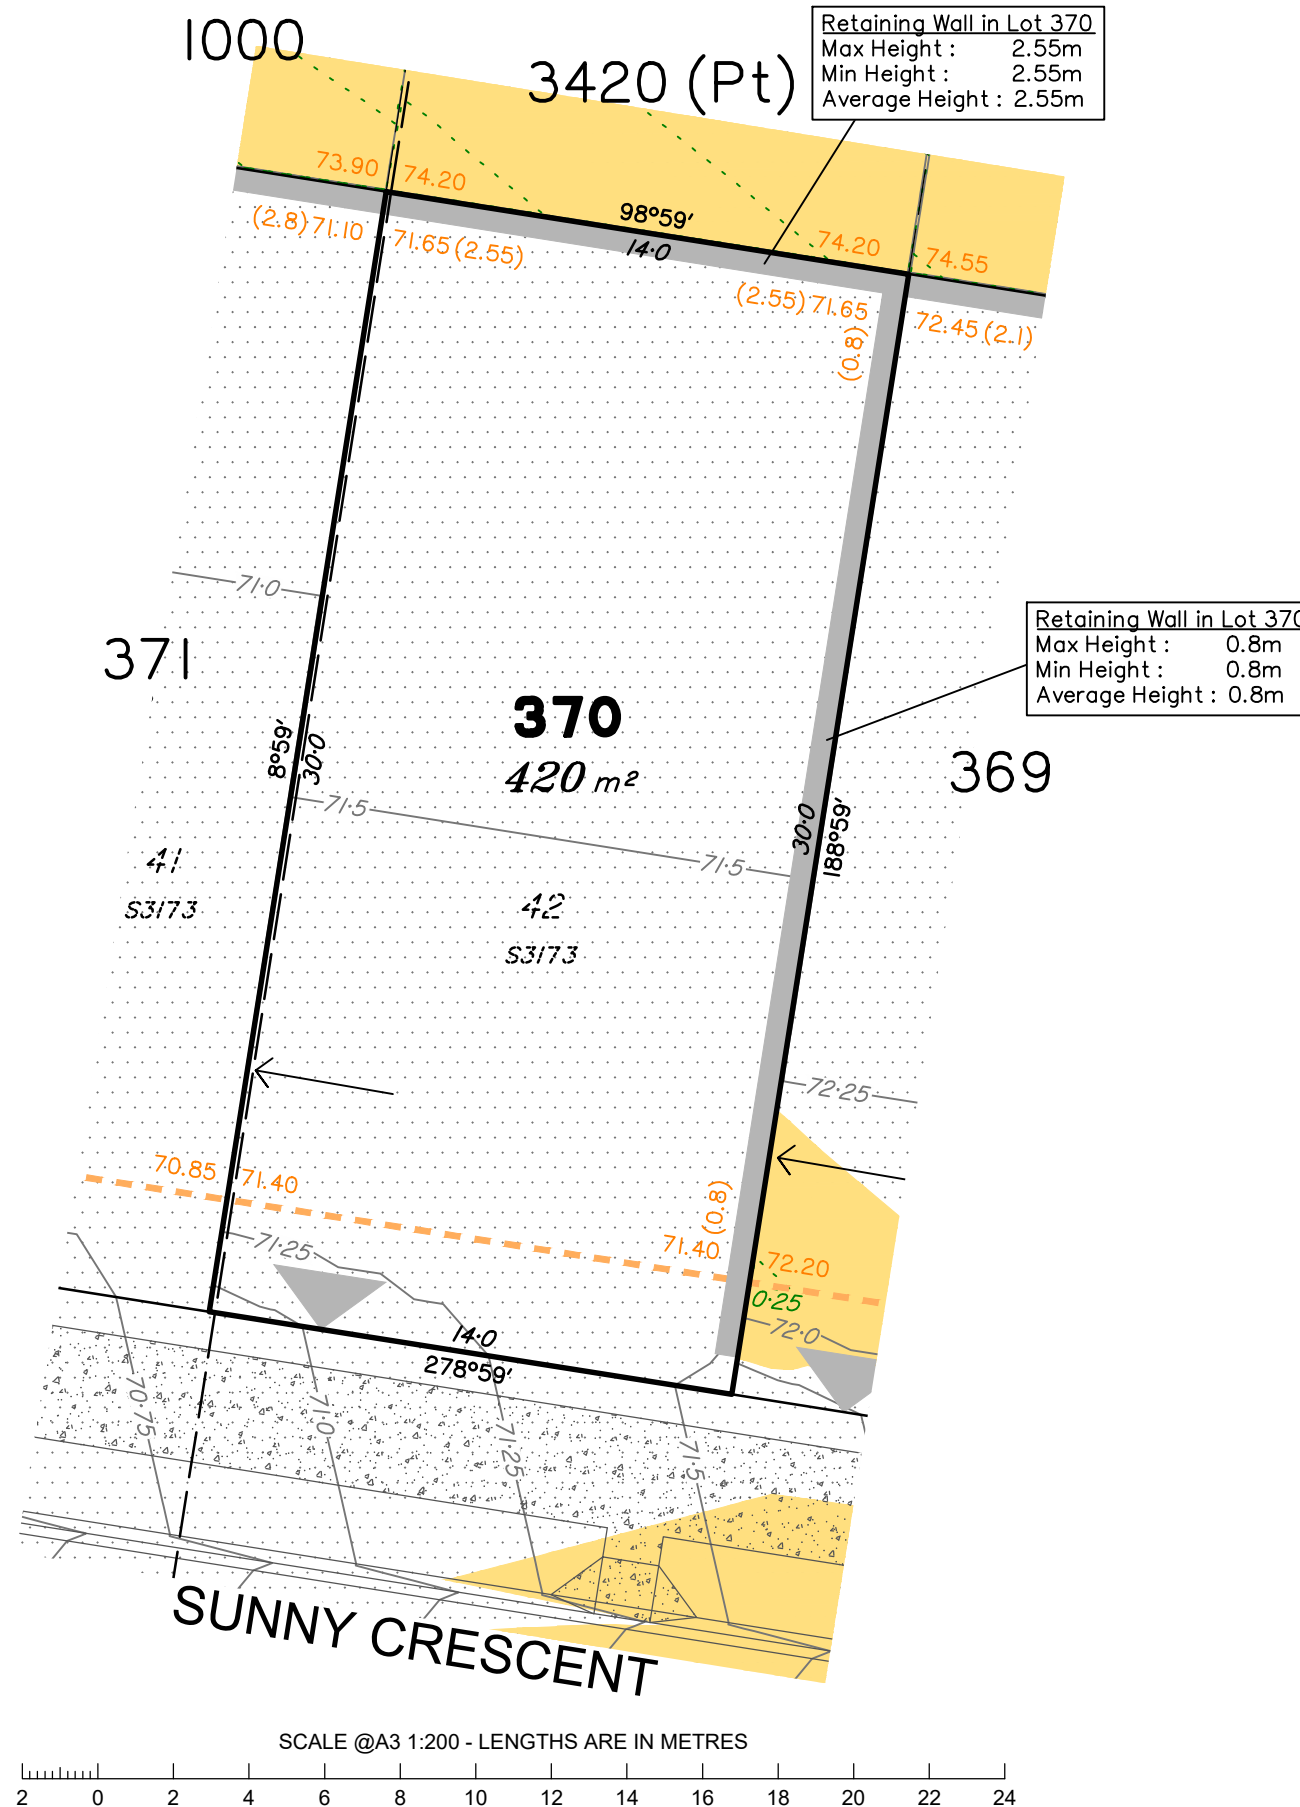 1000
3420 (Pt)
Retaining Wall in Lot 370
Max Height : 2.55m
Min Height : 2.55m
Average Height : 2.55m
73.90
74.20
98°59'
14·0
74.20
74.55
(2.8) 71.10
71.65 (2.55)
(2.55) 71.65
(0.8)
72.45 (2.1)
71·0
371
Retaining Wall in Lot 370
Max Height : 0.8m
Min Height : 0.8m
Average Height : 0.8m
370
420 m²
8°59'
30·0
369
71·5
71·5
30·0
188°59'
41
S3173
42
S3173
72·25
70.85
71.40
(0.8)
71.40
72.20
71·25
0·25
72·0
14·0
278°59'
70·75
71·0
71·25
71·5
SUNNY CRESCENT
SCALE @A3 1:200 - LENGTHS ARE IN METRES
2 0 2 4 6 8 10 12 14 16 18 20 22 24